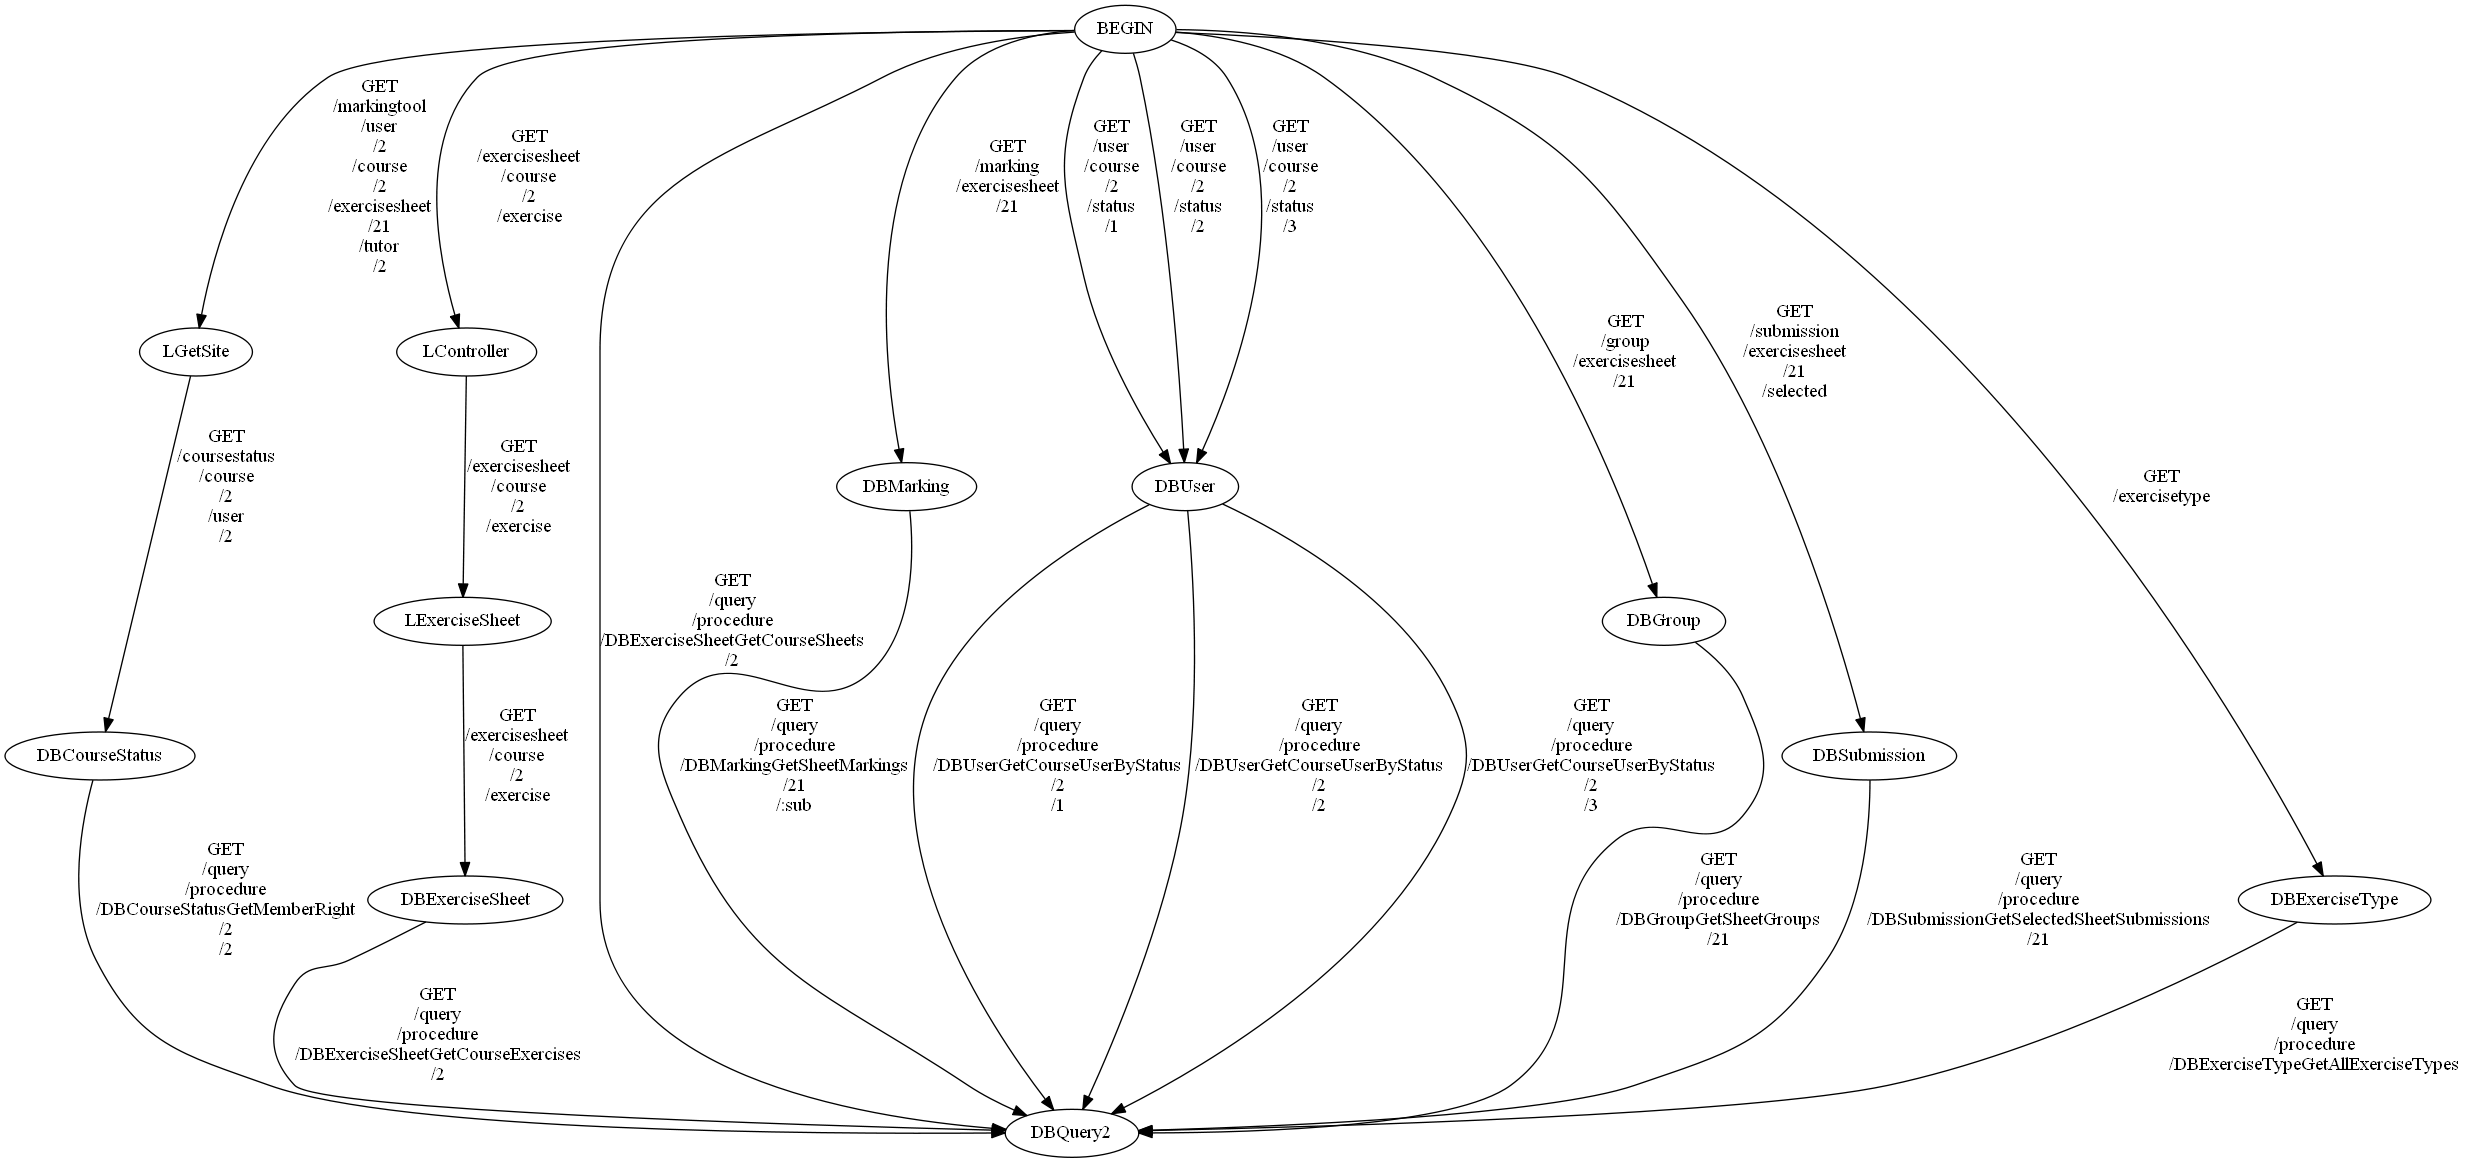 BEGIN
GET
/markingtool
/user
/2
/course
/2
/exercisesheet
/21
/tutor
/2
GET
/exercisesheet
/course
/2
/exercise
GET
/marking
/exercisesheet
/21
GET
/user
/course
/2
/status
/1
GET
/user
/course
/2
/status
/2
GET
/user
/course
/2
/status
/3
GET
/group
/exercisesheet
/21
GET
/submission
/exercisesheet
/21
/selected
GET
/exercisetype
LGetSite
LController
GET
/coursestatus
/course
/2
/user
/2
GET
/exercisesheet
/course
/2
/exercise
DBMarking
DBUser
LExerciseSheet
GET
/query
/procedure
/DBExerciseSheetGetCourseSheets
/2
DBGroup
DBCourseStatus
GET
/exercisesheet
/course
/2
/exercise
GET
/query
/procedure
/DBMarkingGetSheetMarkings
/21
/:sub
GET
/query
/procedure
/DBUserGetCourseUserByStatus
/2
/1
GET
/query
/procedure
/DBUserGetCourseUserByStatus
/2
/2
GET
/query
/procedure
/DBUserGetCourseUserByStatus
/2
/3
DBSubmission
GET
/query
/procedure
/DBCourseStatusGetMemberRight
/2
/2
DBExerciseSheet
GET
/query
/procedure
/DBGroupGetSheetGroups
/21
GET
/query
/procedure
/DBSubmissionGetSelectedSheetSubmissions
/21
DBExerciseType
GET
/query
/procedure
/DBExerciseSheetGetCourseExercises
/2
GET
/query
/procedure
/DBExerciseTypeGetAllExerciseTypes
DBQuery2